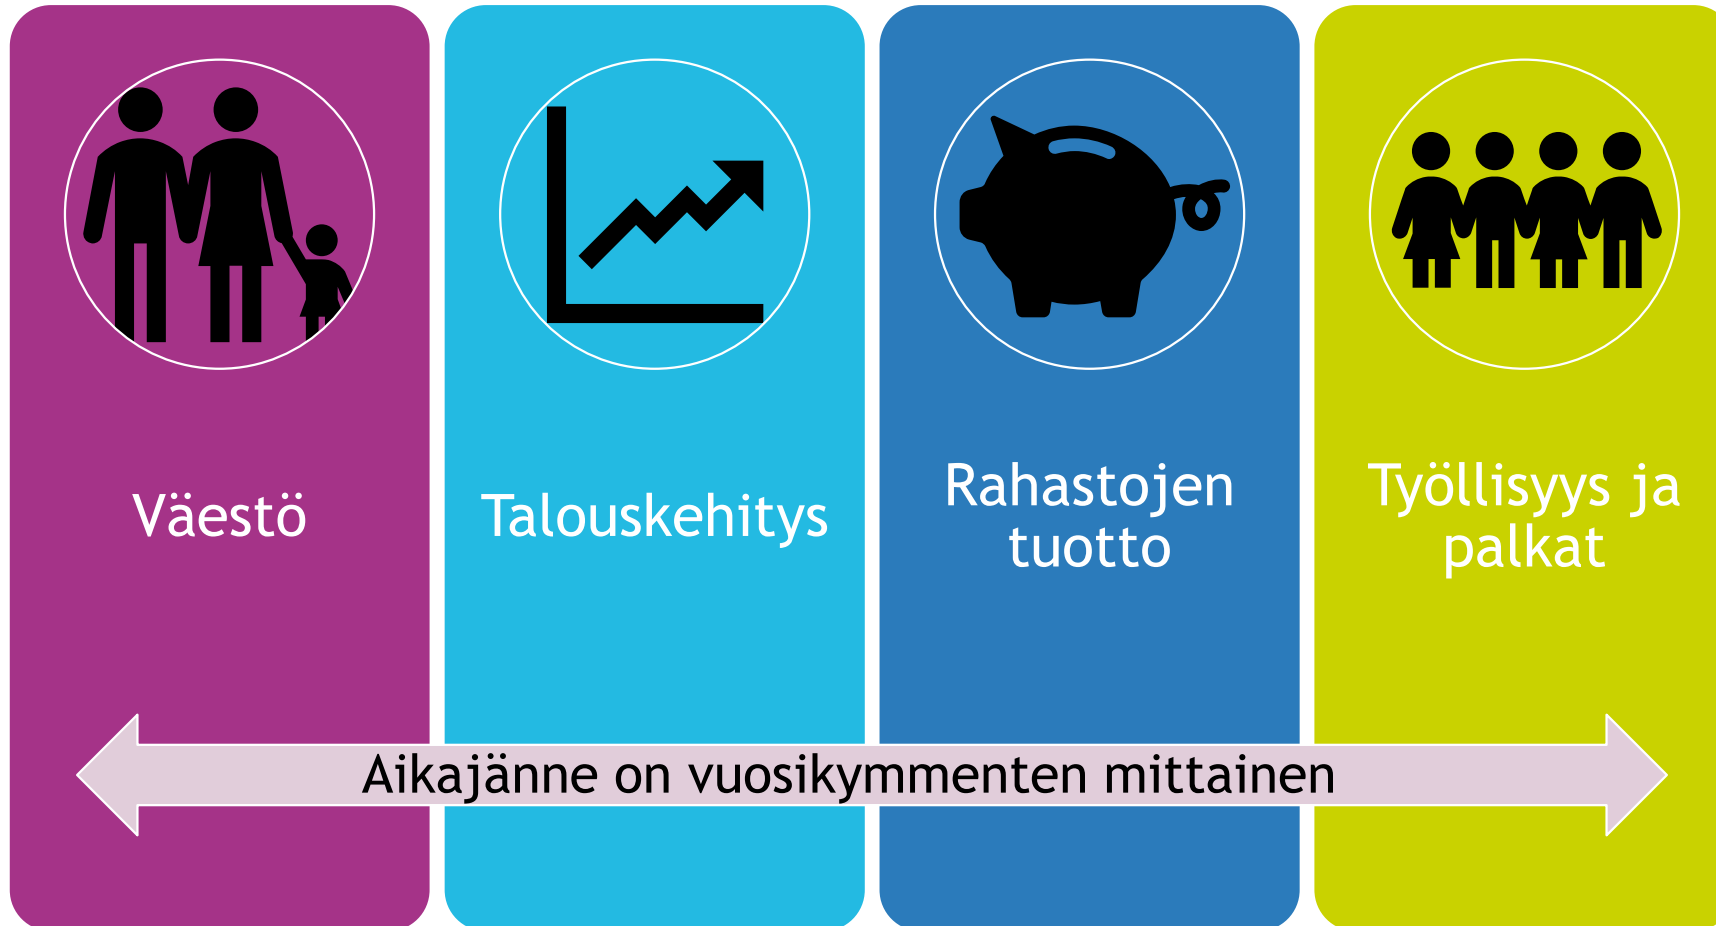 Väestö
Talouskehitys
Rahastojen
tuotto
Työllisyys ja
palkat
Aikajänne on vuosikymmenten mittainen